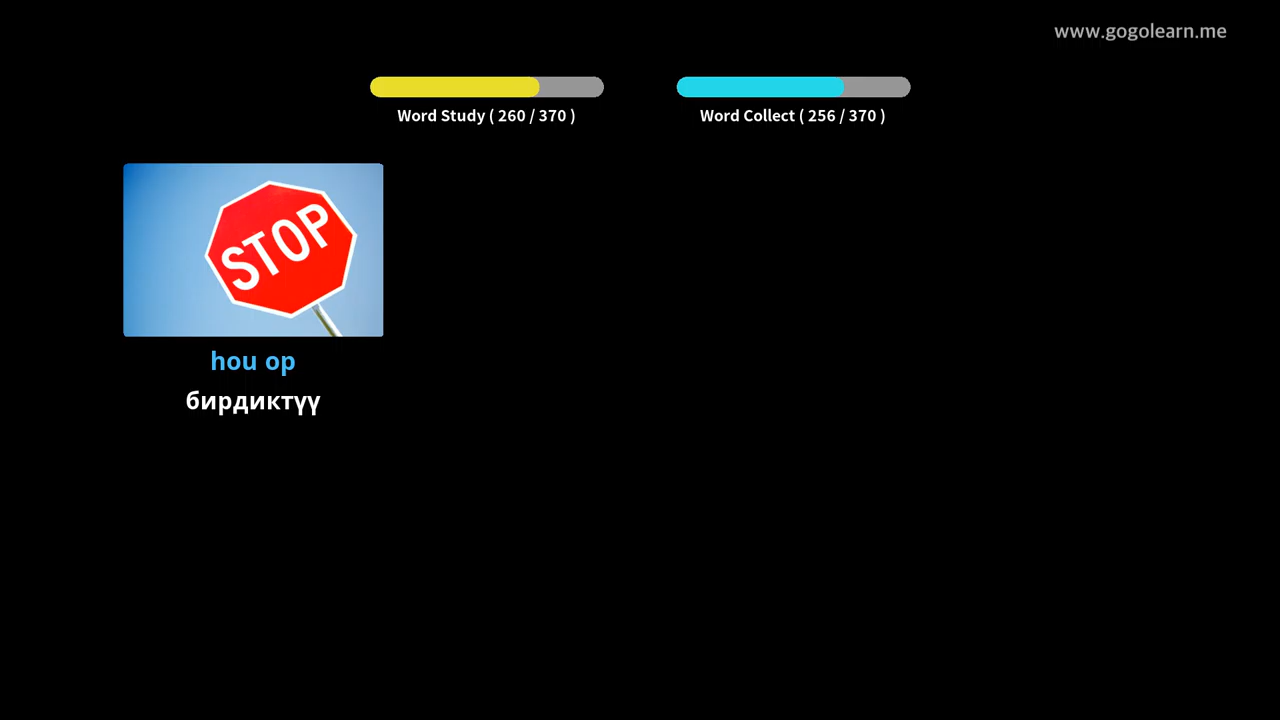 www.gogolearn.me
Word Study ( 260 / 370 )
Word Collect ( 256 / 370 )
STOP
hou op
бирдиктүү